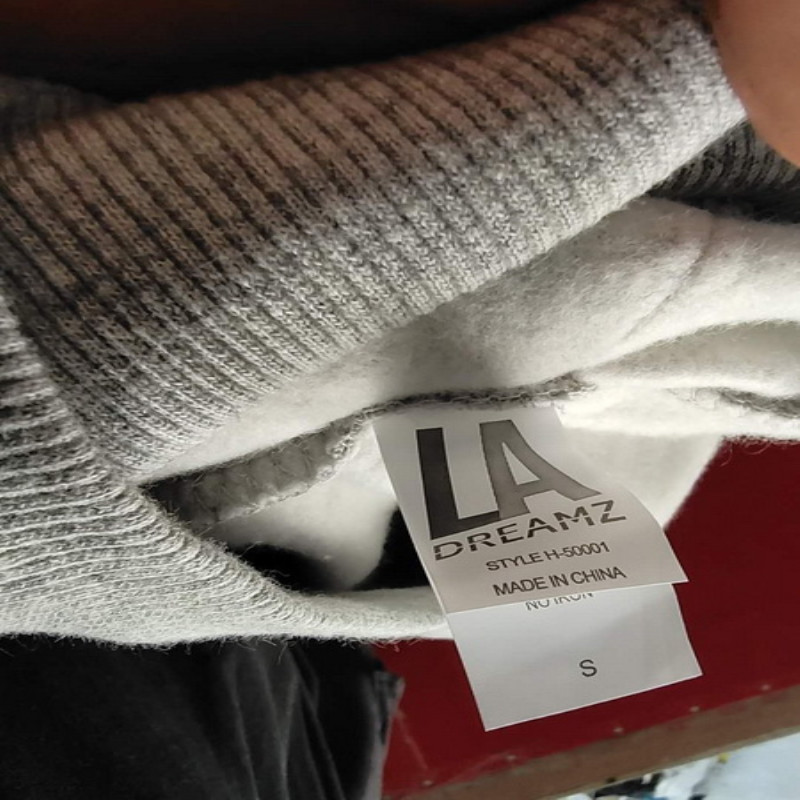 LA
DREAMZ
STYLE H-50001
MADE IN CHINA
NO IRON
S